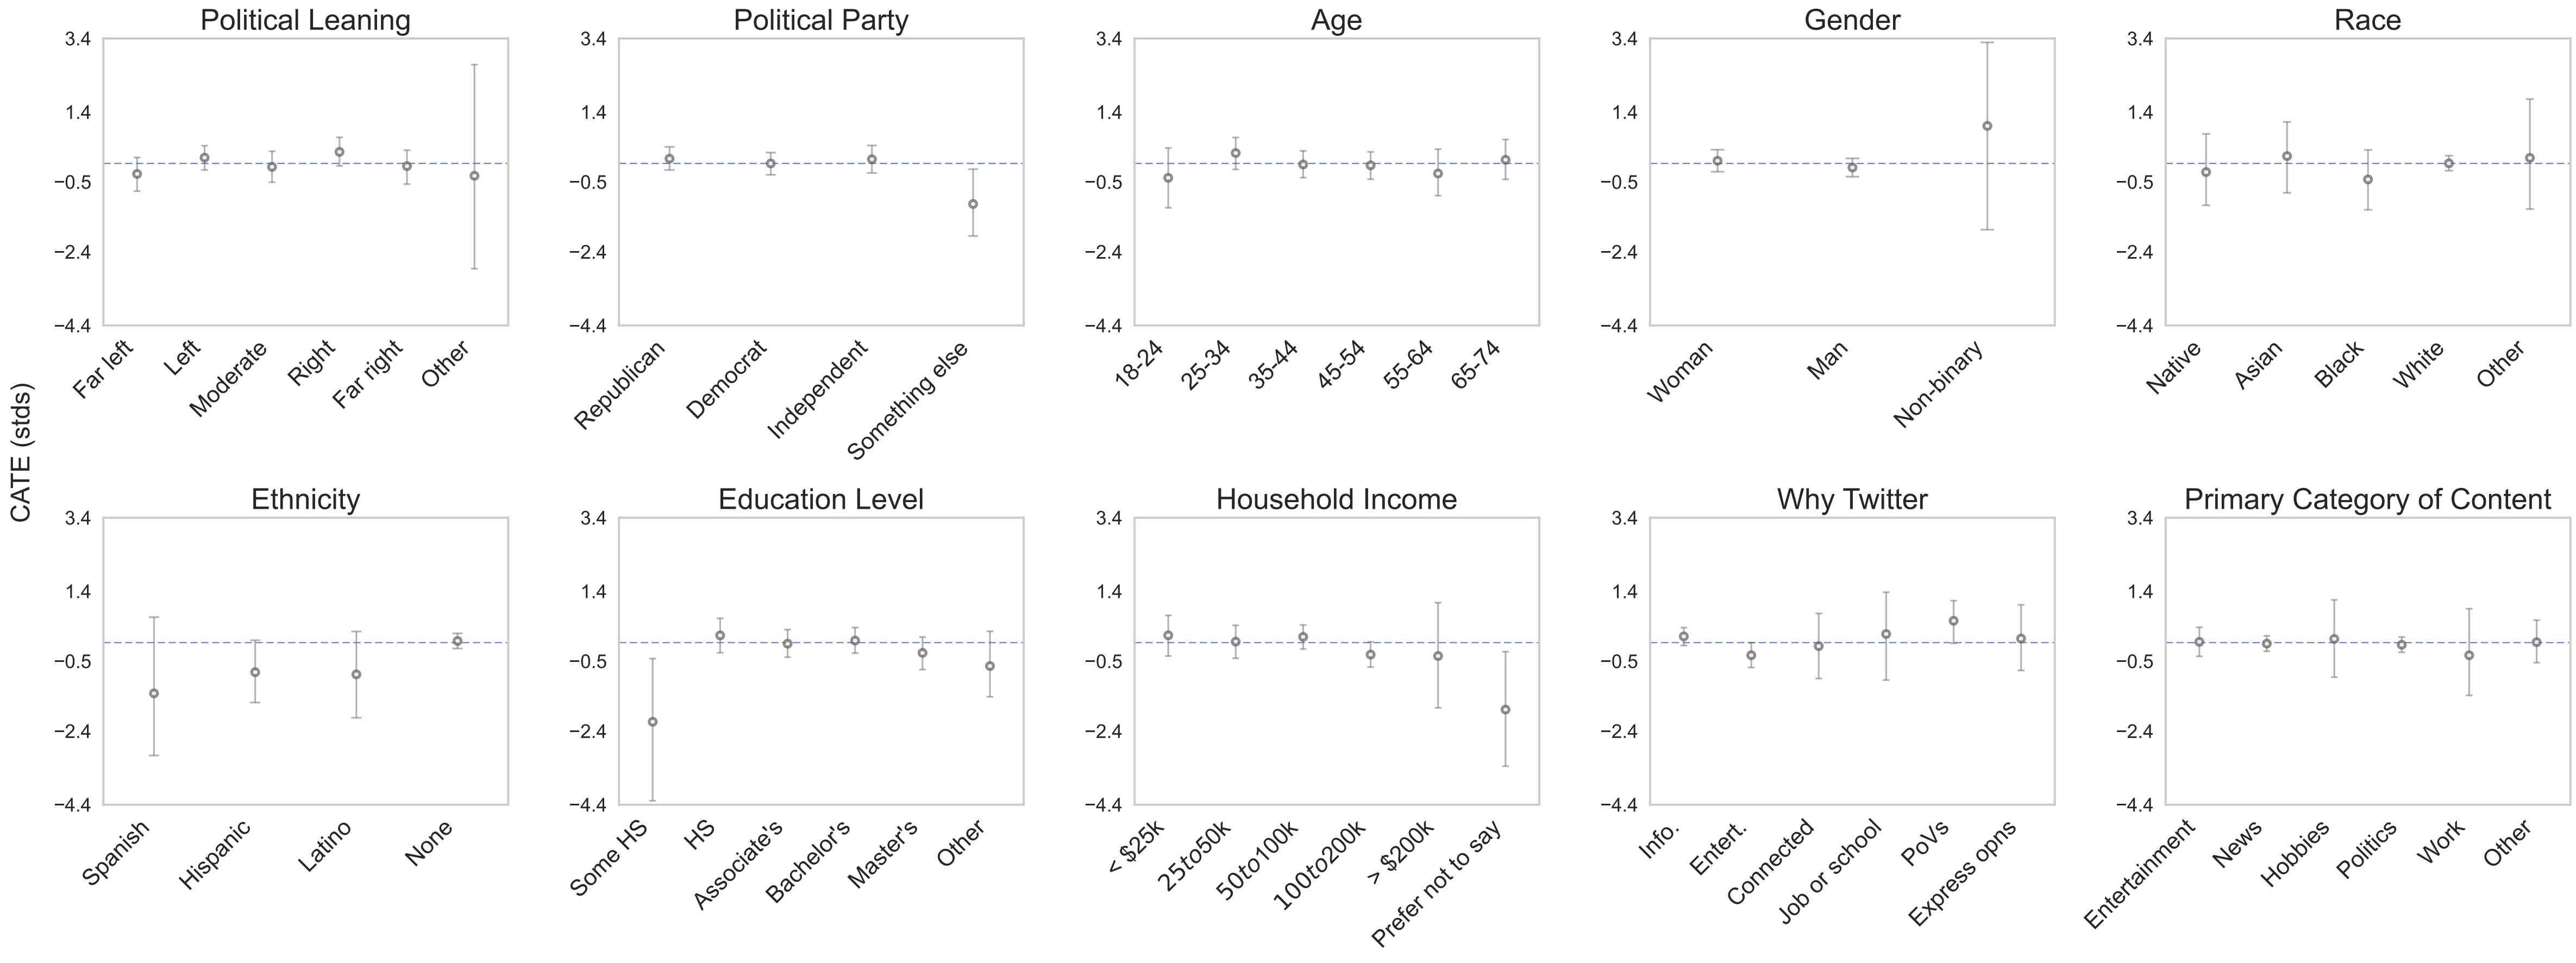 Political Leaning
3.4
1.4
−0.5
−2.4
−4.4
Far left
Left
Moderate
Right
Far right
Other
Political Party
3.4
1.4
−0.5
−2.4
−4.4
Republican
Democrat
Independent
Something else
Age
3.4
1.4
−0.5
−2.4
−4.4
18-24
25-34
35-44
45-54
55-64
65-74
Gender
3.4
1.4
−0.5
−2.4
−4.4
Woman
Man
Non-binary
Race
3.4
1.4
−0.5
−2.4
−4.4
Native
Asian
Black
White
Other
CATE (stds)
Ethnicity
3.4
1.4
−0.5
−2.4
−4.4
Spanish
Hispanic
Latino
None
Education Level
3.4
1.4
−0.5
−2.4
−4.4
Some HS
HS
Associate's
Bachelor's
Master's
Other
Household Income
3.4
1.4
−0.5
−2.4
−4.4
< $25k
25to50k
50to100k
100to200k
> $200k
Prefer not to say
Why Twitter
3.4
1.4
−0.5
−2.4
−4.4
Info.
Entert.
Connected
Job or school
PoVs
Express opns
Primary Category of Content
3.4
1.4
−0.5
−2.4
−4.4
Entertainment
News
Hobbies
Politics
Work
Other